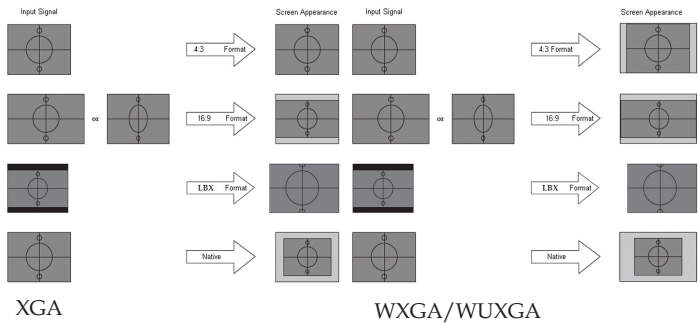 Input Signal Screen Appearance Input Signal Screen Appearance
4:3 Format 4:3 Format
or 16:9 Format or 16:9 Format
LBX Format LBX Format
Native Native
XGA WXGA/WUXGA